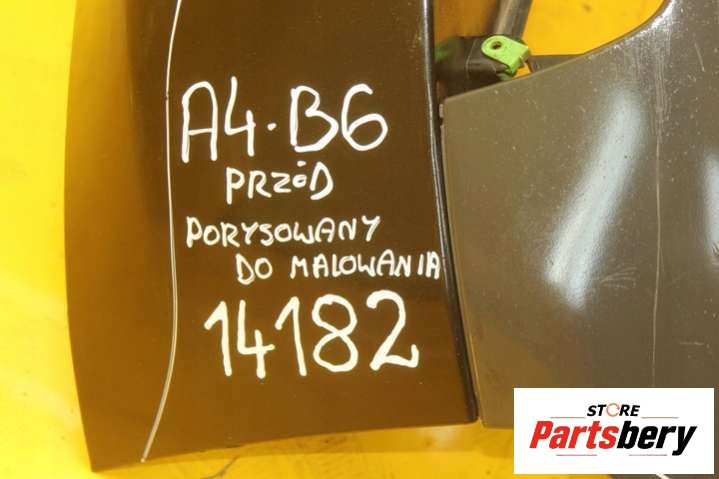 A4.B6
PRZÓD
PORYSOWANY
DO MALOWANIA
14182
STORE
Partsbery